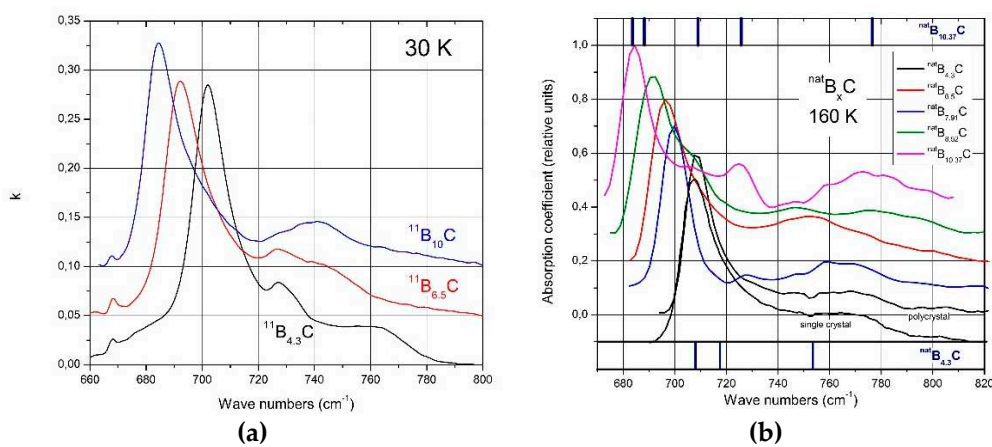 0,35
0,30
0,25
0,20
0,15
0,10
0,05
0,00
k
30 K
¹¹B₁₀C
¹¹B₆.₅C
¹¹B₄.₃C
660 680 700 720 740 760 780 800
Wave numbers (cm⁻¹)
(a)
natB10.37C
1,0
0,8
0,6
0,4
0,2
0,0
Absorption coefficient (relative units)
natBxC
160 K
natB4.3C
natB6.5C
natB7.91C
natB8.52C
natB10.37C
single crystal
polycrystal
natB4.3C
680 700 720 740 760 780 800 820
Wave numbers (cm⁻¹)
(b)